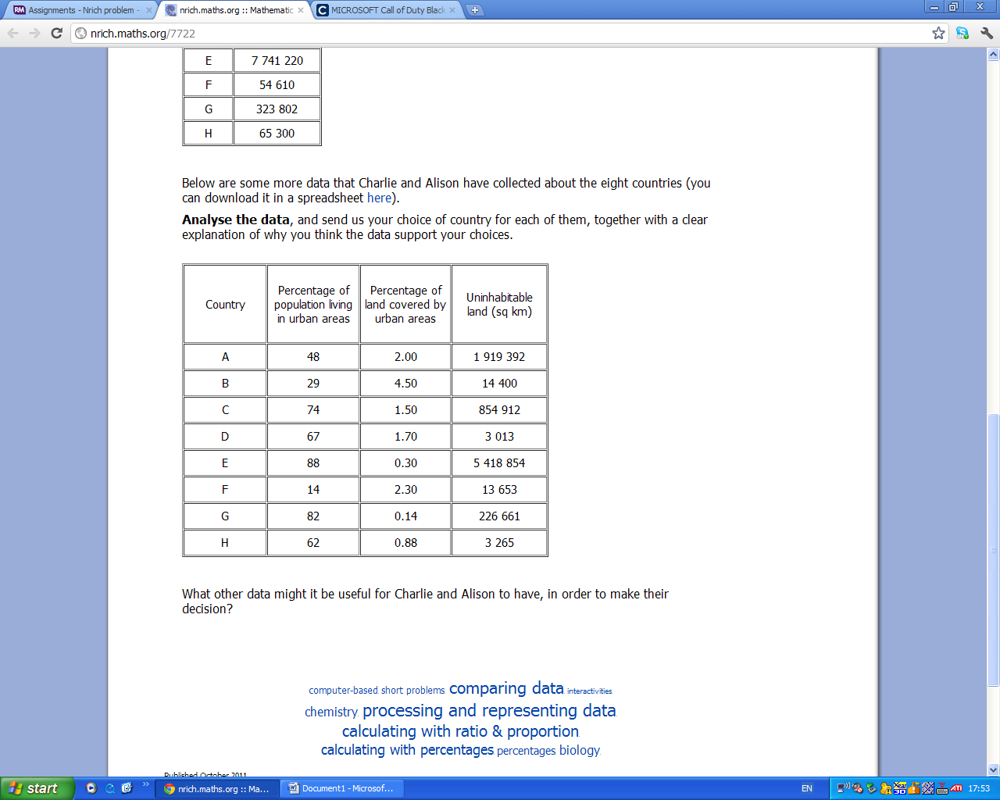 Assignments - Nrich problem -
nrich.maths.org :: Mathematic
MICROSOFT Call of Duty Black
nrich.maths.org/7722
E 7 741 220
F 54 610
G 323 802
H 65 300
Below are some more data that Charlie and Alison have collected about the eight countries (you
can download it in a spreadsheet here).
Analyse the data, and send us your choice of country for each of them, together with a clear
explanation of why you think the data support your choices.
Country
Percentage of
population living
in urban areas
Percentage of
land covered by
urban areas
Uninhabitable
land (sq km)
A 48 2.00 1 919 392
B 29 4.50 14 400
C 74 1.50 854 912
D 67 1.70 3 013
E 88 0.30 5 418 854
F 14 2.30 13 653
G 82 0.14 226 661
H 62 0.88 3 265
What other data might it be useful for Charlie and Alison to have, in order to make their
decision?
computer-based. short problems. comparing data. interactivities.
chemistry. processing and representing data.
calculating with ratio & proportion.
calculating with percentages. percentages. biology.
Published October 2011
start
nrich.maths.org :: Ma...
Document1 - Microsof...
EN
17:53